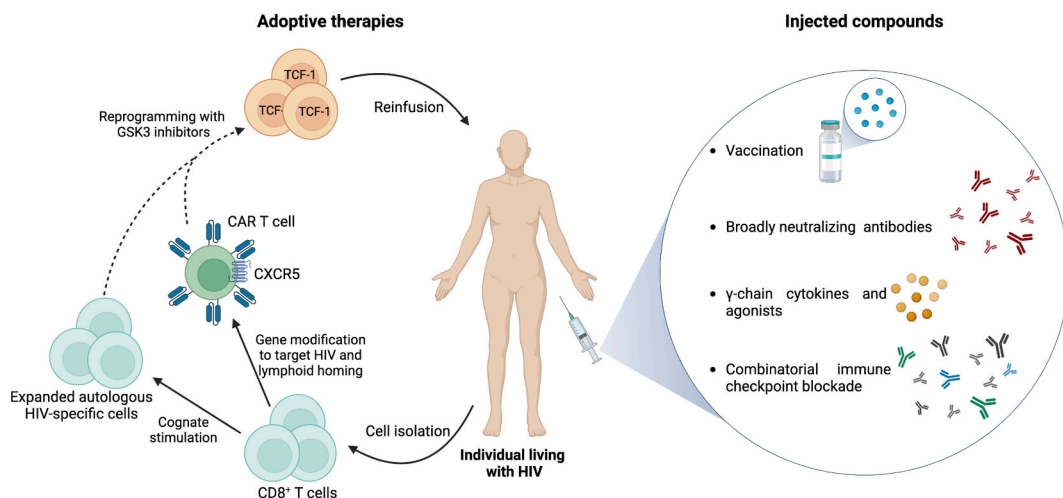 Adoptive therapies
TCF-1
TCF-
TCF-1
Reinfusion
Reprogramming with
GSK3 inhibitors
CAR T cell
CXCR5
Gene modification
to target HIV and
lymphoid homing
Expanded autologous
HIV-specific cells
Cognate
stimulation
Cell isolation
CD8⁺ T cells
Individual living
with HIV
Injected compounds
• Vaccination
• Broadly neutralizing antibodies
• γ-chain cytokines and
agonists
• Combinatorial immune
checkpoint blockade